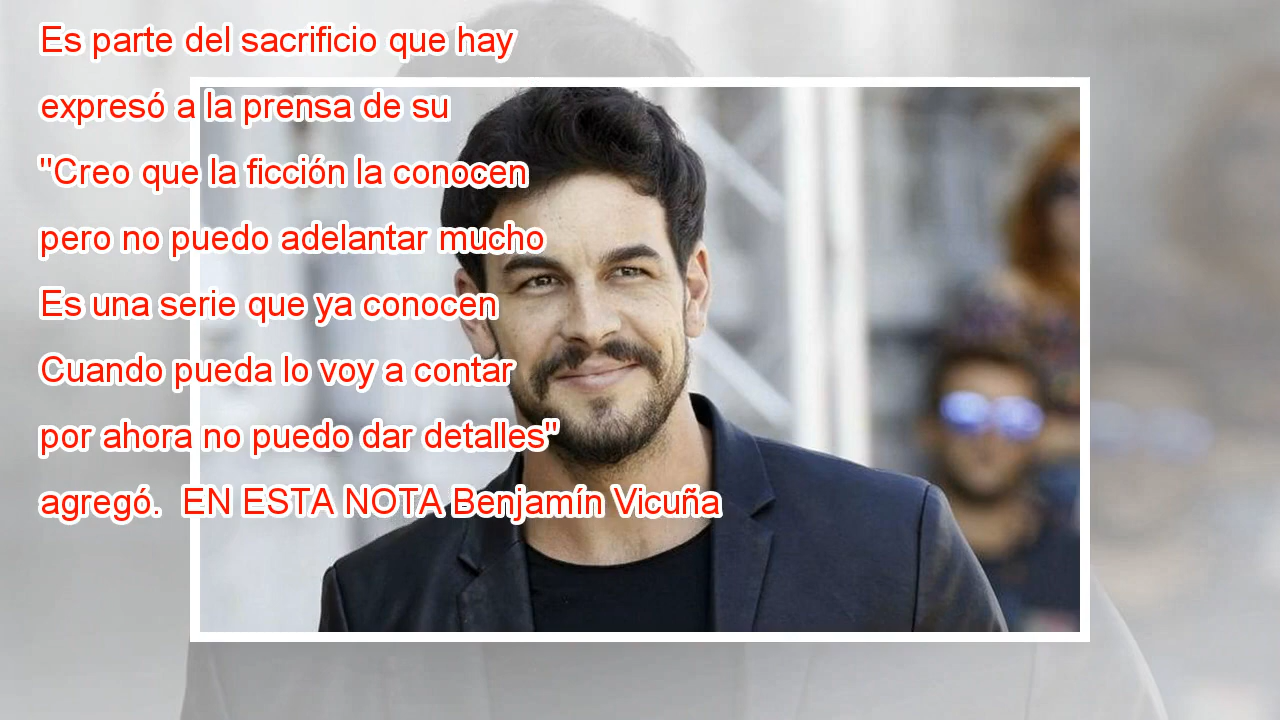 Es parte del sacrificio que hay
expresó a la prensa de su
"Creo que la ficción la conocen
pero no puedo adelantar mucho
Es una serie que ya conocen
Cuando pueda lo voy a contar
por ahora no puedo dar detalles"
agregó.  EN ESTA NOTA Benjamín Vicuña